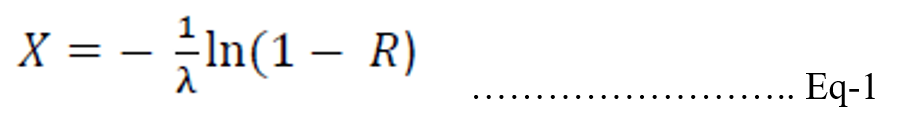 X = − 1/λ ln(1 − R) ............................ Eq-1